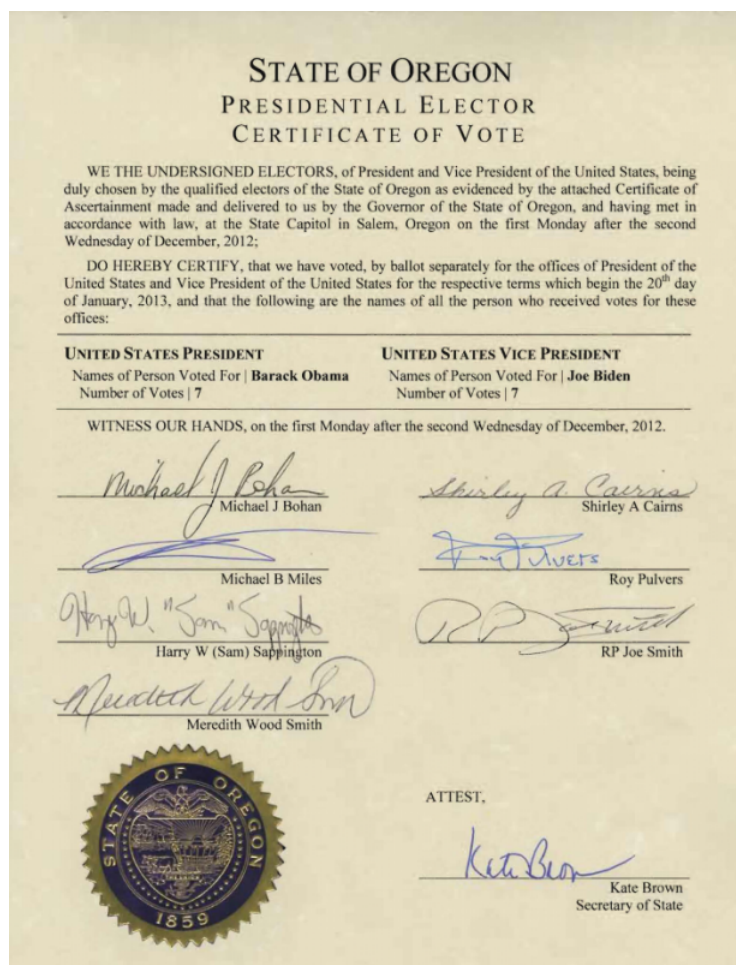 STATE OF OREGON
PRESIDENTIAL ELECTOR
CERTIFICATE OF VOTE
WE THE UNDERSIGNED ELECTORS, of President and Vice President of the United States, being
duly chosen by the qualified electors of the State of Oregon as evidenced by the attached Certificate of
Ascertainment made and delivered to us by the Governor of the State of Oregon, and having met in
accordance with law, at the State Capitol in Salem, Oregon on the first Monday after the second
Wednesday of December, 2012;
DO HEREBY CERTIFY, that we have voted, by ballot separately for the offices of President of the
United States and Vice President of the United States for the respective terms which begin the 20th day
of January, 2013, and that the following are the names of all the person who received votes for these
offices:
UNITED STATES PRESIDENT
Names of Person Voted For | Barack Obama
Number of Votes | 7
UNITED STATES VICE PRESIDENT
Names of Person Voted For | Joe Biden
Number of Votes | 7
WITNESS OUR HANDS, on the first Monday after the second Wednesday of December, 2012.
Michael J Bohan
Michael J Bohan
Shirley A. Cairns
Shirley A Cairns
Michael B Miles
Roy Pulvers
Roy Pulvers
Harry W. "Sam" Sappington
Harry W (Sam) Sappington
RP Joe Smith
Meredith Wood Smith
Meredith Wood Smith
STATE OF OREGON
1859
ATTEST,
Kate Brown
Kate Brown
Secretary of State